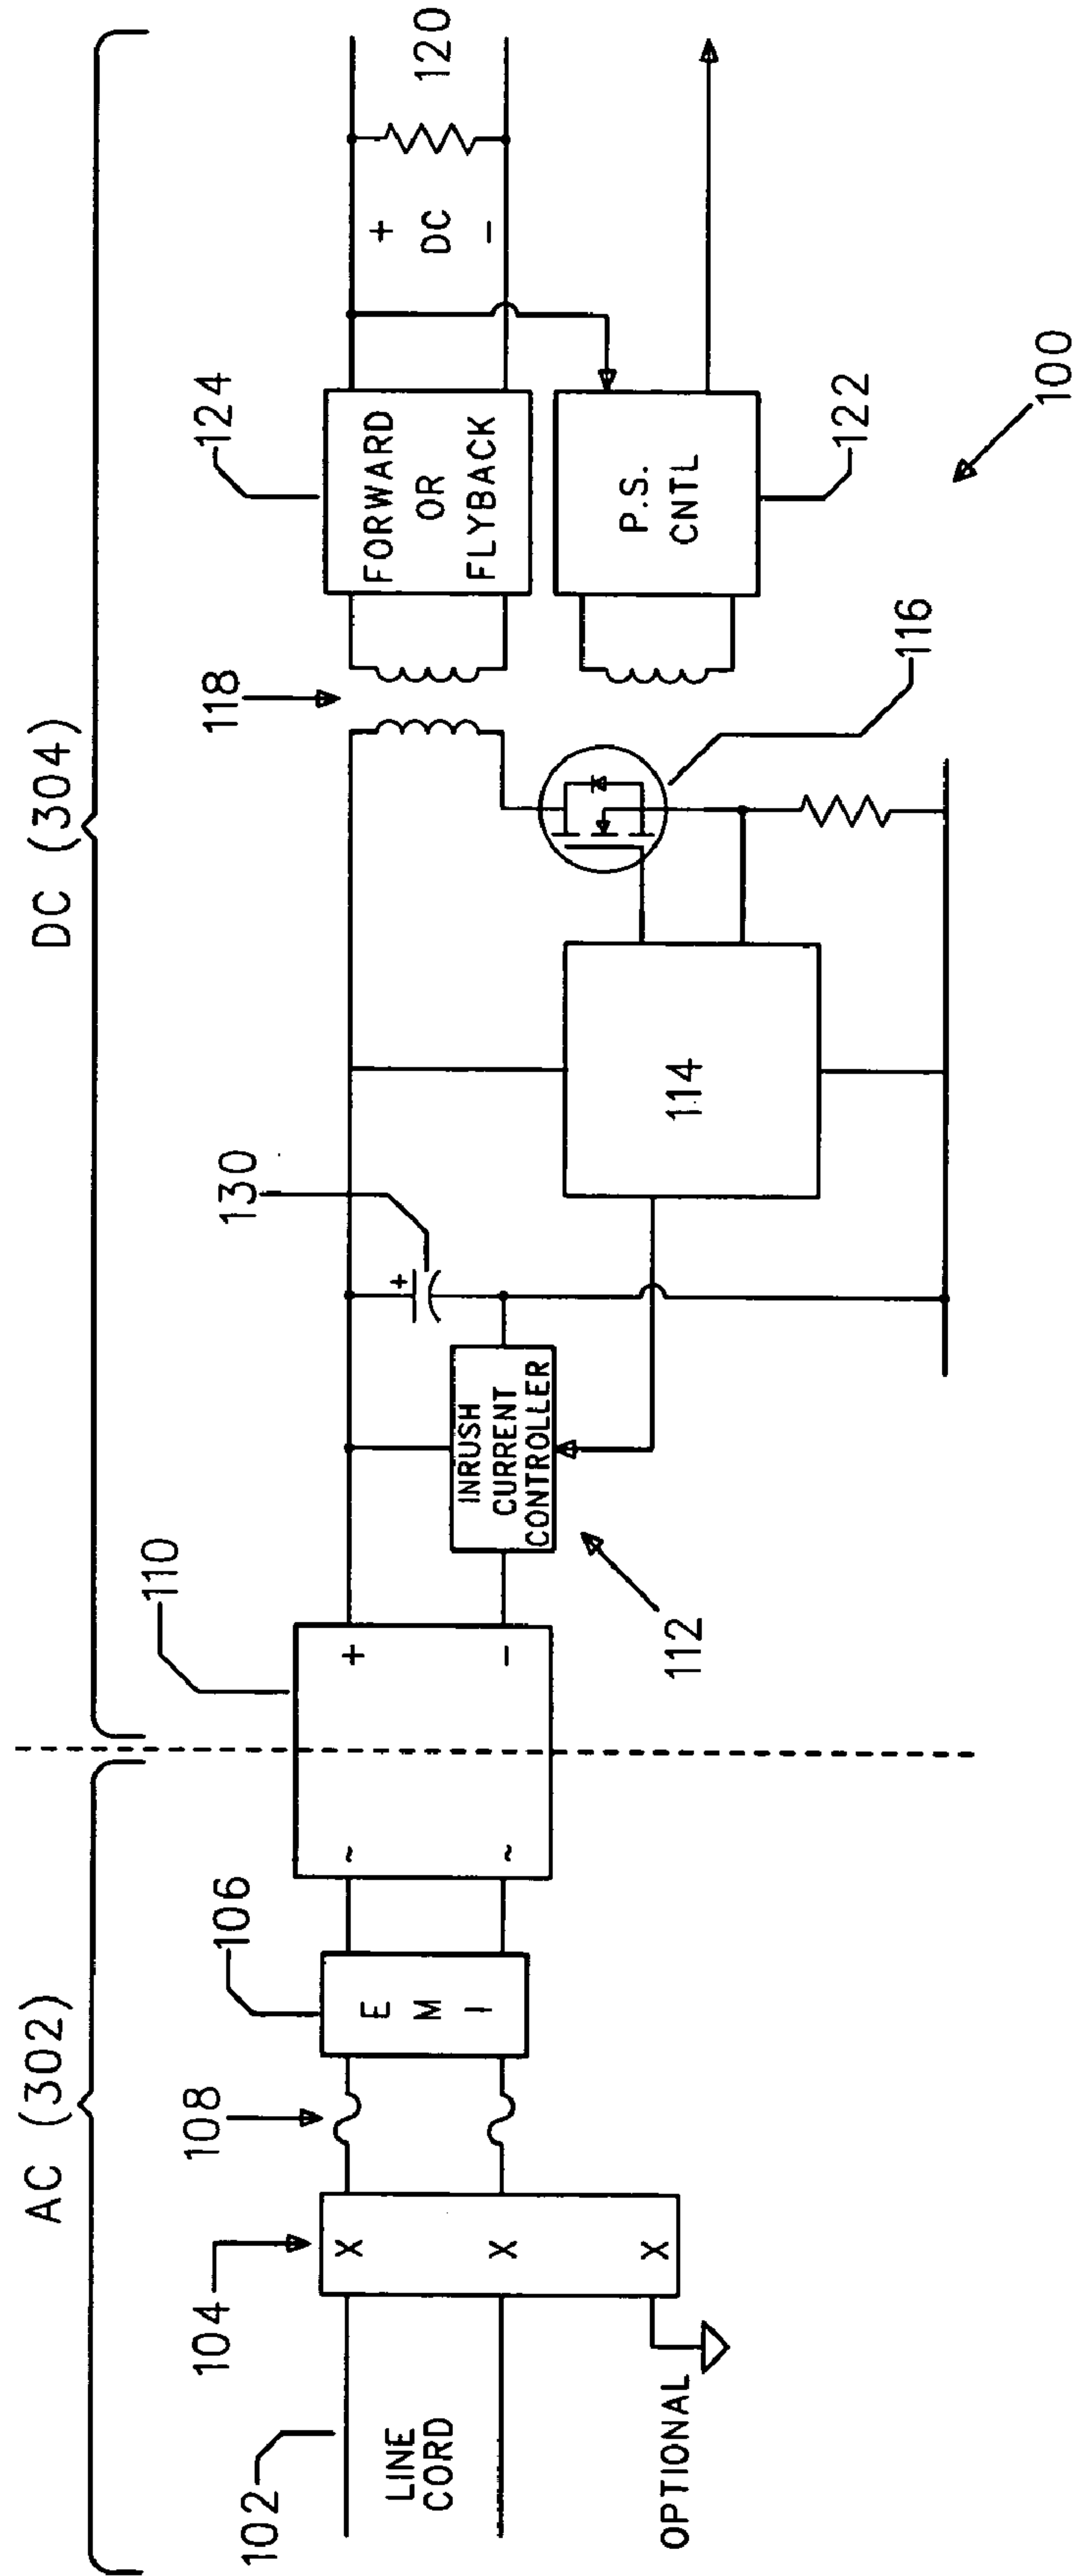 AC (302)
DC (304)
102
LINE
CORD
OPTIONAL
104
X
X
X
108
106
E
M
I
110
~
~
+
-
112
INRUSH
CURRENT
CONTROLLER
130
+
114
116
118
124
FORWARD
OR
FLYBACK
P.S.
CNTL
122
+
DC
-
120
100